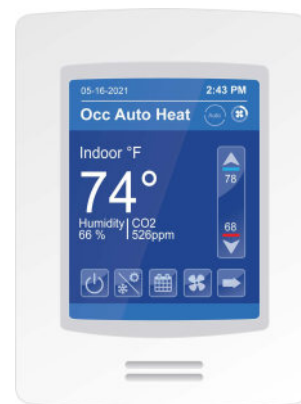 05-16-2021 2:43 PM
Occ Auto Heat Auto
Indoor °F
74°
78
Humidity CO2
66 % 526ppm
68